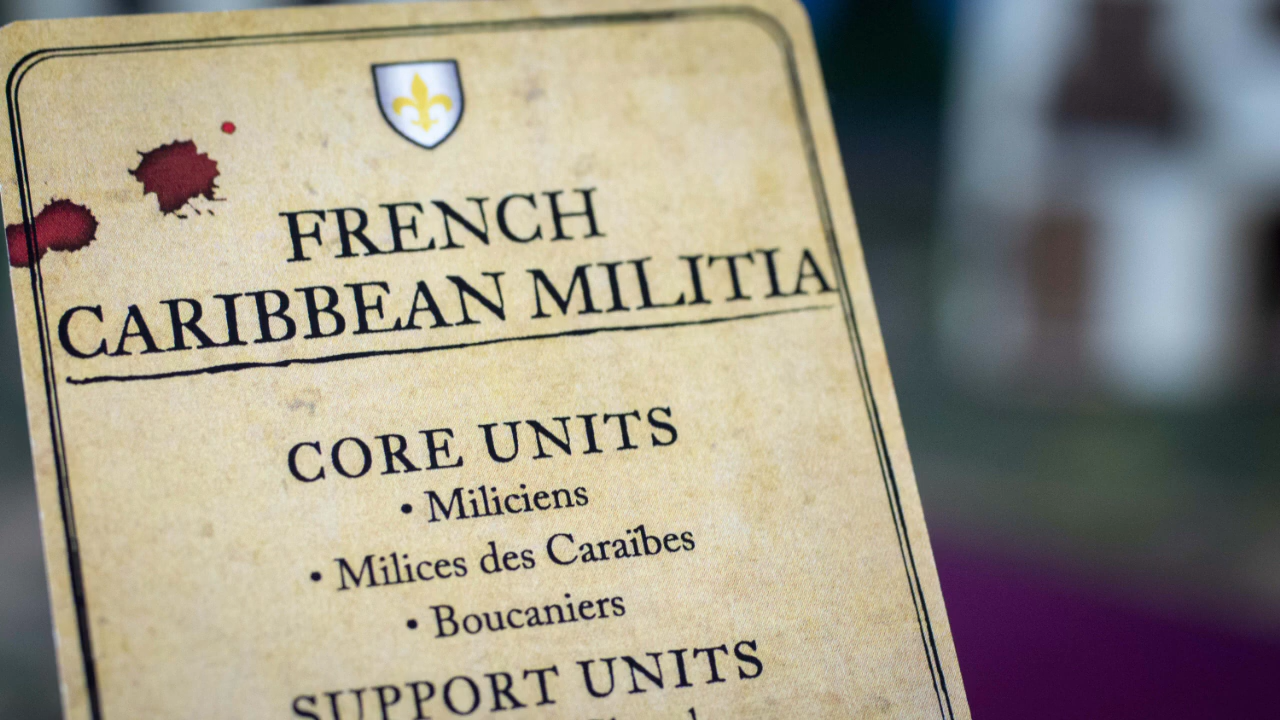 FRENCH
CARIBBEAN MILITIA
CORE UNITS
• Miliciens
• Milices des Caraïbes
• Boucaniers
SUPPORT UNITS